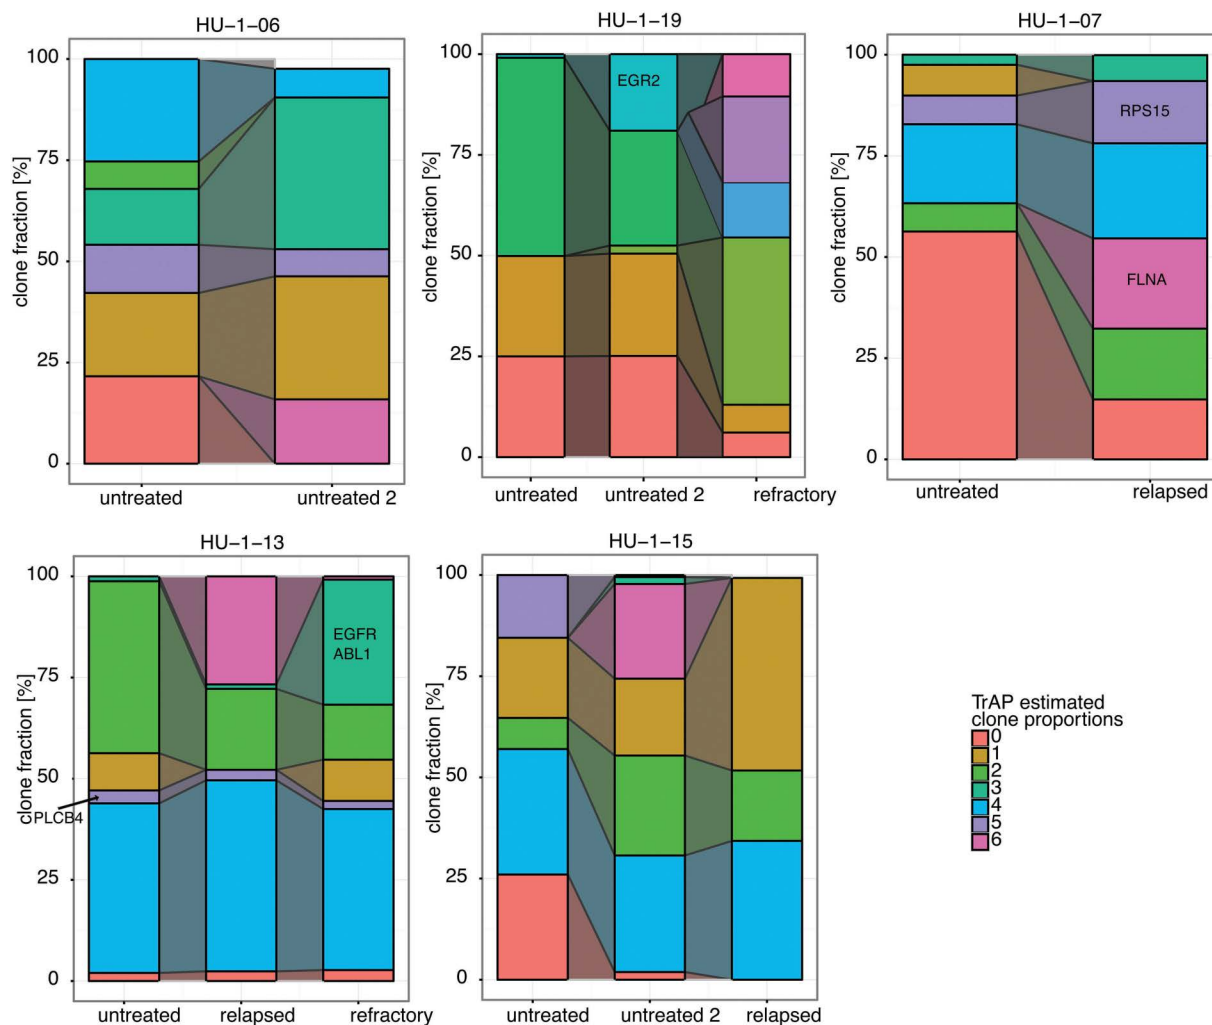 HU-1-06
100
75
50
25
0
clone fraction [%]
untreated
untreated 2
HU-1-19
100
75
50
25
0
clone fraction [%]
EGR2
untreated
untreated 2
refractory
HU-1-07
100
75
50
25
0
clone fraction [%]
RPS15
FLNA
untreated
relapsed
HU-1-13
100
75
50
25
0
clone fraction [%]
PLCB4
EGFR
ABL1
untreated
relapsed
refractory
HU-1-15
100
75
50
25
0
clone fraction [%]
untreated
untreated 2
relapsed
TrAP estimated
clone proportions
0
1
2
3
4
5
6